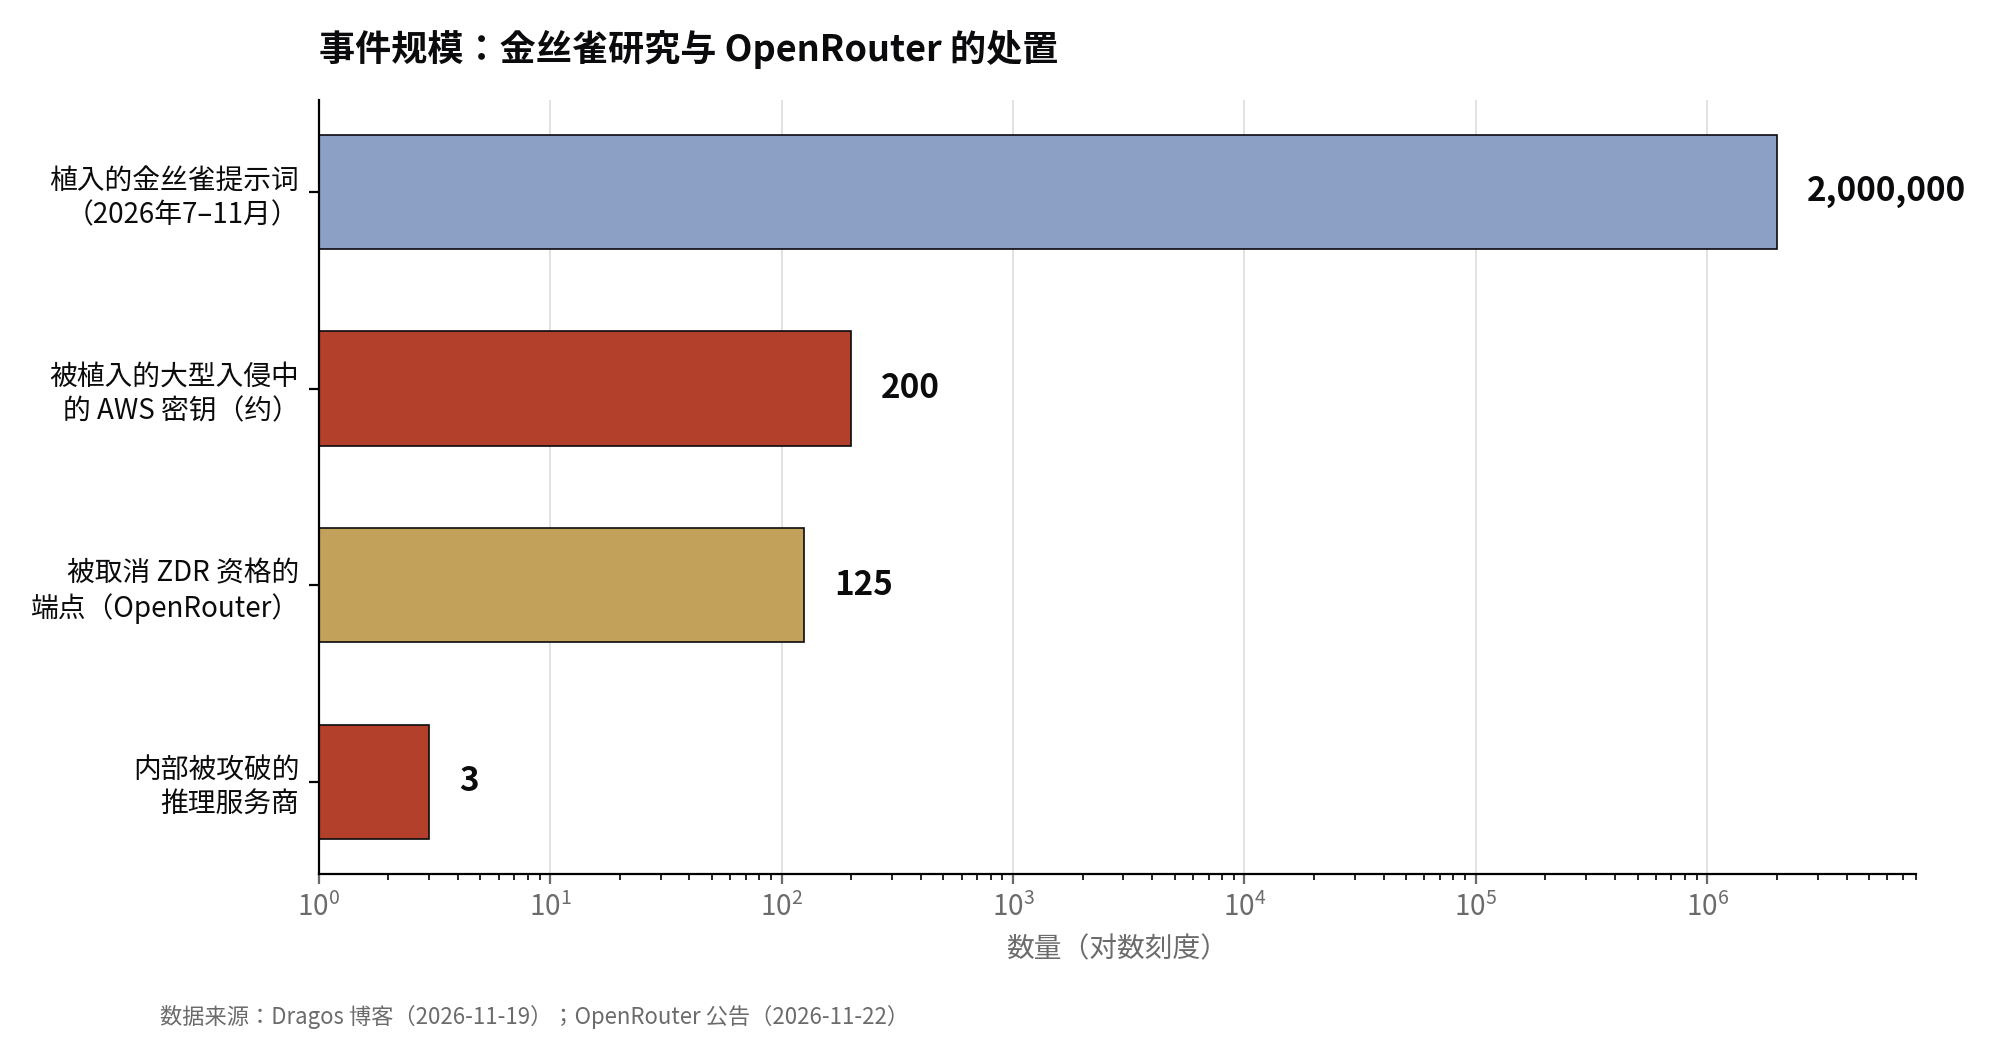 事件规模：金丝雀研究与 OpenRouter 的处置
植入的金丝雀提示词
（2026年7–11月）
2,000,000
被植入的大型入侵中
的 AWS 密钥（约）
200
被取消 ZDR 资格的
端点（OpenRouter）
125
内部被攻破的
推理服务商
3
10⁰ 10¹ 10² 10³ 10⁴ 10⁵ 10⁶
数量（对数刻度）
数据来源：Dragos 博客（2026-11-19）；OpenRouter 公告（2026-11-22）